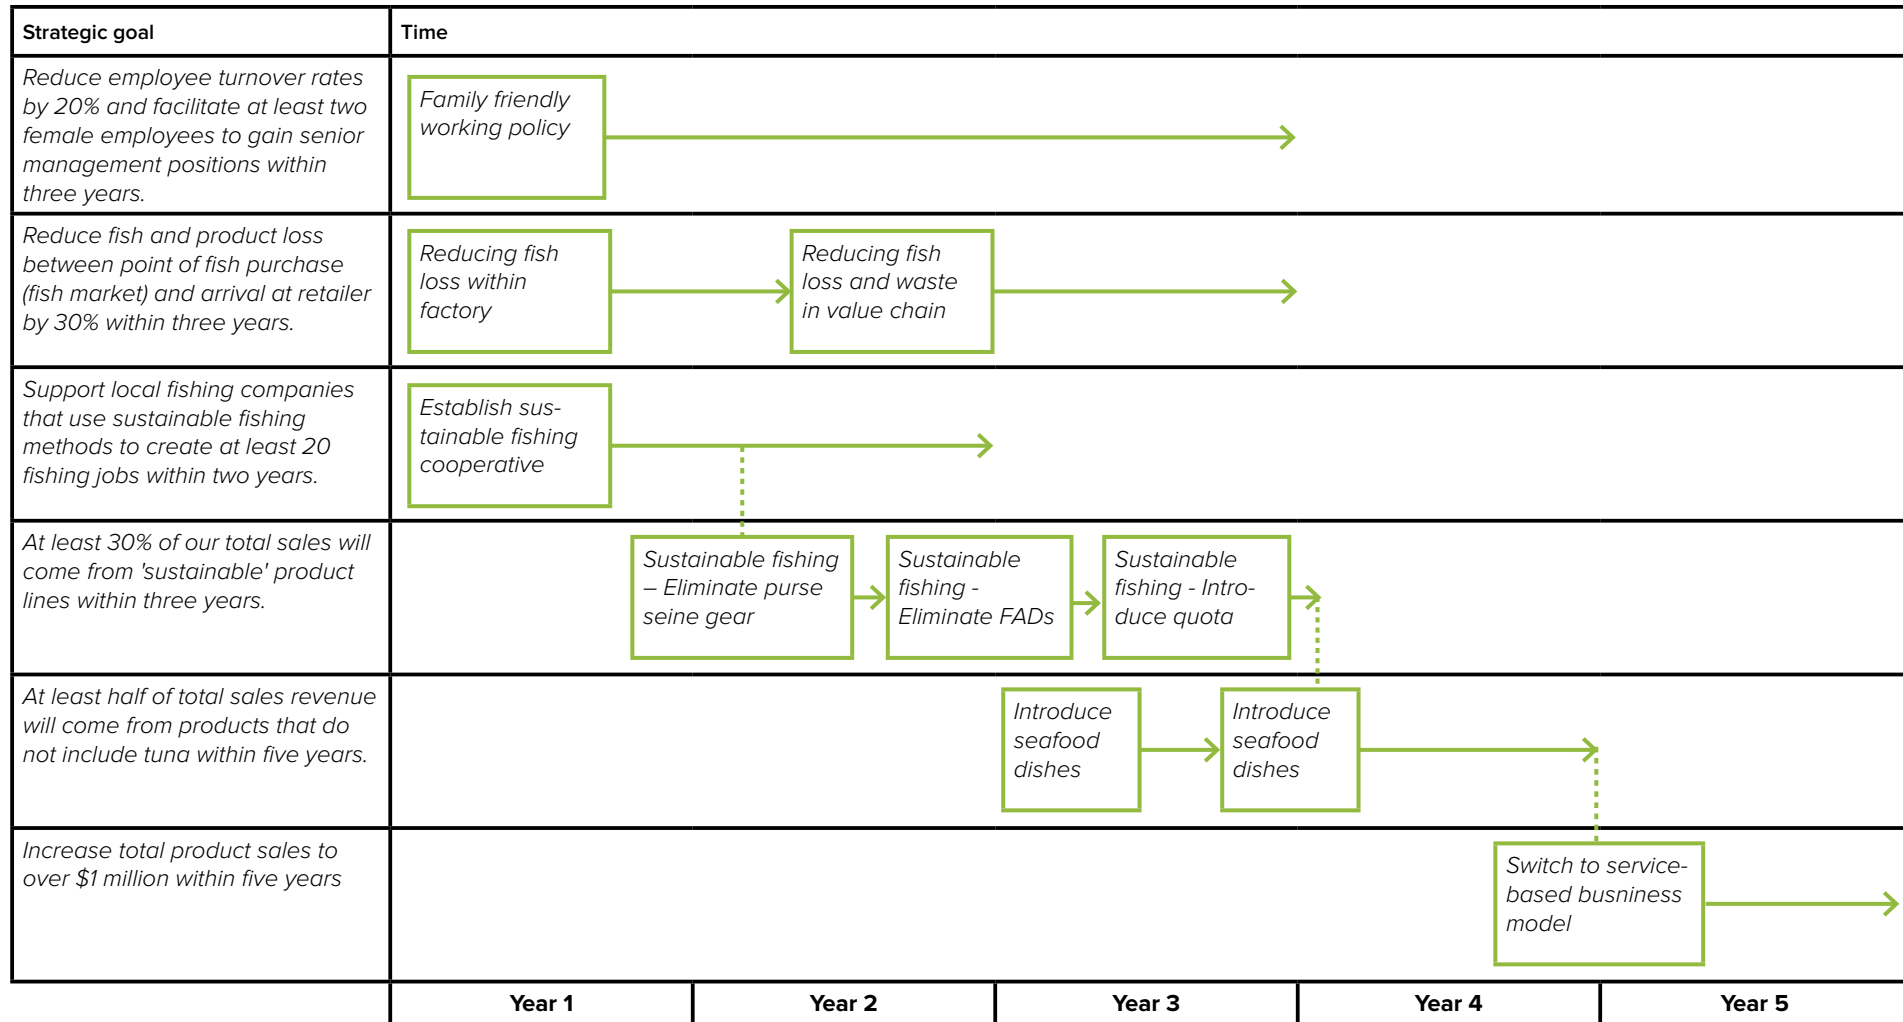 Strategic goal
Time
Reduce employee turnover rates
by 20% and facilitate at least two
female employees to gain senior
management positions within
three years.
Family friendly
working policy
Reduce fish and product loss
between point of fish purchase
(fish market) and arrival at retailer
by 30% within three years.
Reducing fish
loss within
factory
Reducing fish
loss and waste
in value chain
Support local fishing companies
that use sustainable fishing
methods to create at least 20
fishing jobs within two years.
Establish sus-
tainable fishing
cooperative
At least 30% of our total sales will
come from 'sustainable' product
lines within three years.
Sustainable fishing
– Eliminate purse
seine gear
Sustainable
fishing -
Eliminate FADs
Sustainable
fishing - Intro-
duce quota
At least half of total sales revenue
will come from products that do
not include tuna within five years.
Introduce
seafood
dishes
Introduce
seafood
dishes
Increase total product sales to
over $1 million within five years
Switch to service-
based busniness
model
Year 1
Year 2
Year 3
Year 4
Year 5